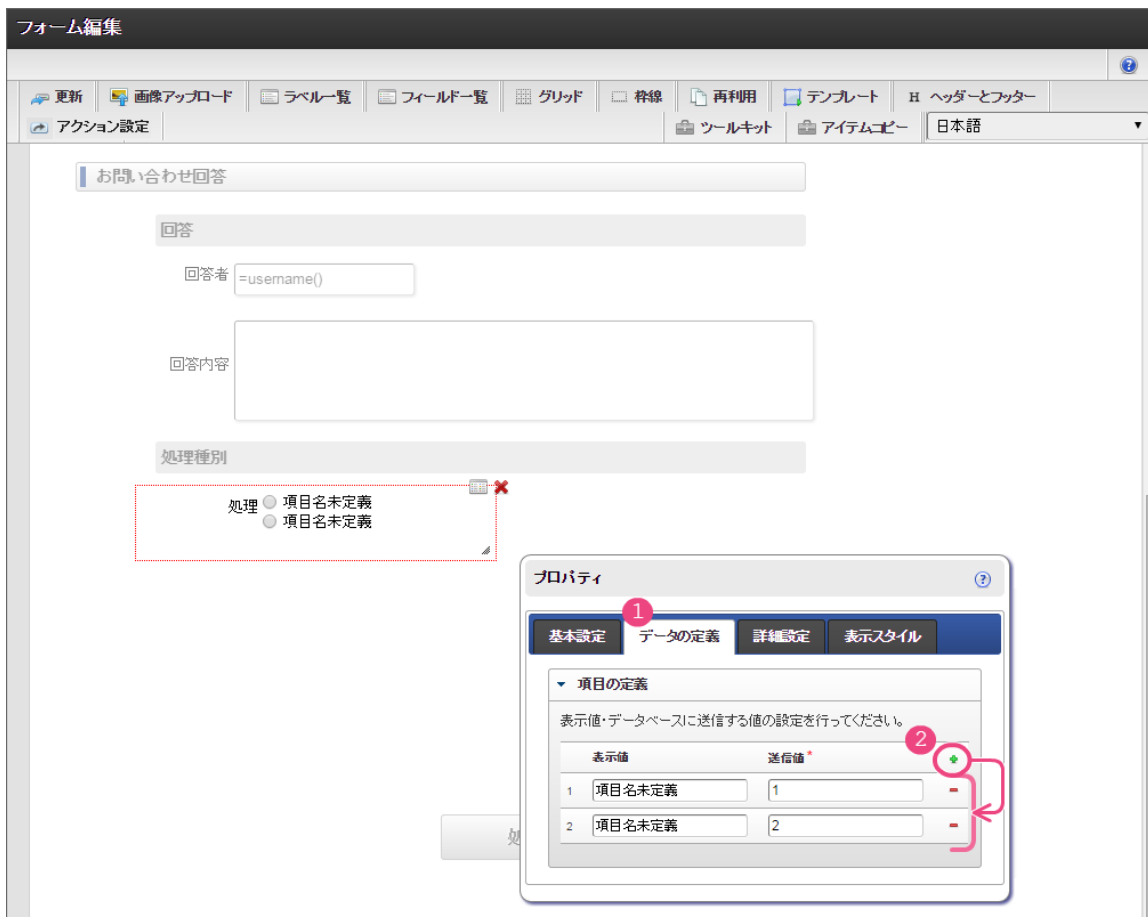 フォーム編集
更新 画像アップロード ラベル一覧 フィールド一覧 グリッド 枠線 再利用 テンプレート H ヘッダーとフッター
アクション設定 ツールキット アイテムコピー 日本語
お問い合わせ回答
回答
回答者 =username()
回答内容
処理種別
処理 項目名未定義
項目名未定義
プロパティ
1
基本設定 データの定義 詳細設定 表示スタイル
項目の定義
表示値・データベースに送信する値の設定を行ってください。
2
表示値 送信値*
1 項目名未定義 1
2 項目名未定義 2
処